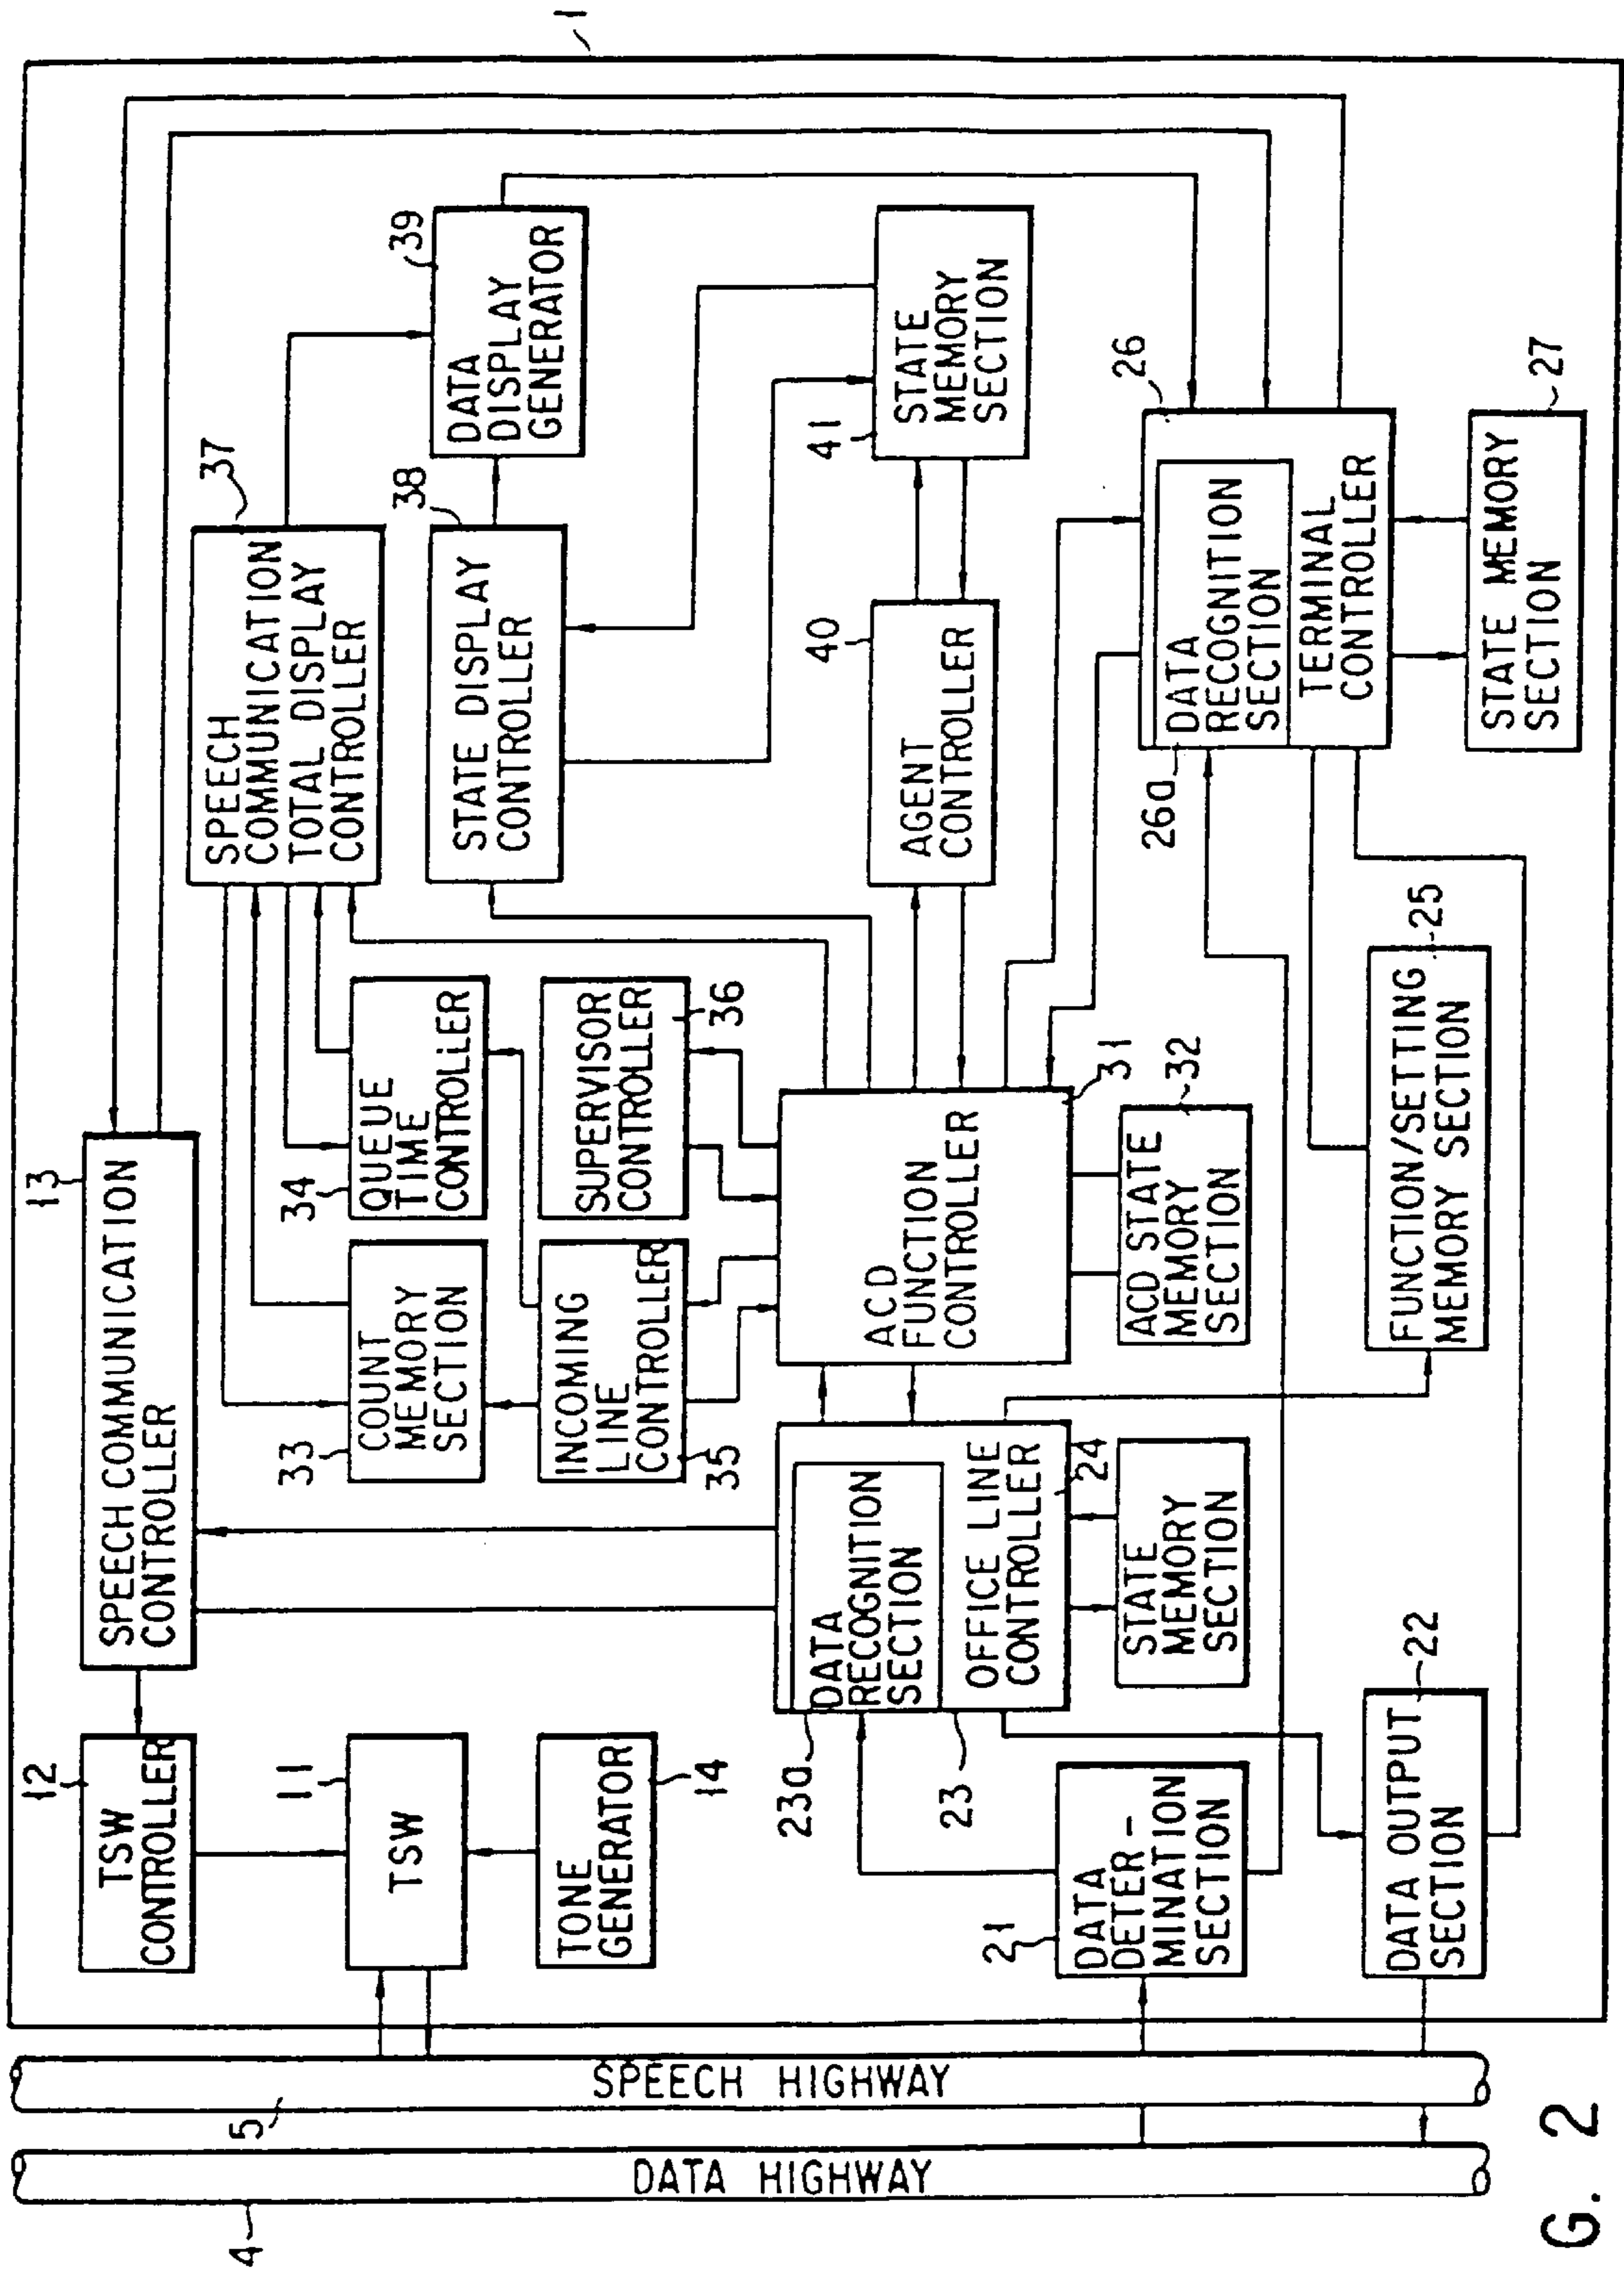 1
12
TSW
CONTROLLER
13
SPEECH COMMUNICATION
CONTROLLER
11
TSW
14
TONE
GENERATOR
33
COUNT
MEMORY
SECTION
34
QUEUE
TIME
CONTROLLER
35
INCOMING
LINE
CONTROLLER
36
SUPERVISOR
CONTROLLER
37
SPEECH
COMMUNICATION
TOTAL DISPLAY
CONTROLLER
38
STATE DISPLAY
CONTROLLER
39
DATA
DISPLAY
GENERATOR
23a
DATA
RECOGNITION
SECTION
23
OFFICE LINE
CONTROLLER
24
STATE
MEMORY
SECTION
31
ACD
FUNCTION
CONTROLLER
32
ACD STATE
MEMORY
SECTION
40
AGENT
CONTROLLER
41
STATE
MEMORY
SECTION
21
DATA
DETER-
MINATION
SECTION
22
DATA OUTPUT
SECTION
25
FUNCTION/SETTING
MEMORY SECTION
26
26a
DATA
RECOGNITION
SECTION
TERMINAL
CONTROLLER
27
STATE MEMORY
SECTION
5
SPEECH HIGHWAY
4
DATA HIGHWAY
G. 2